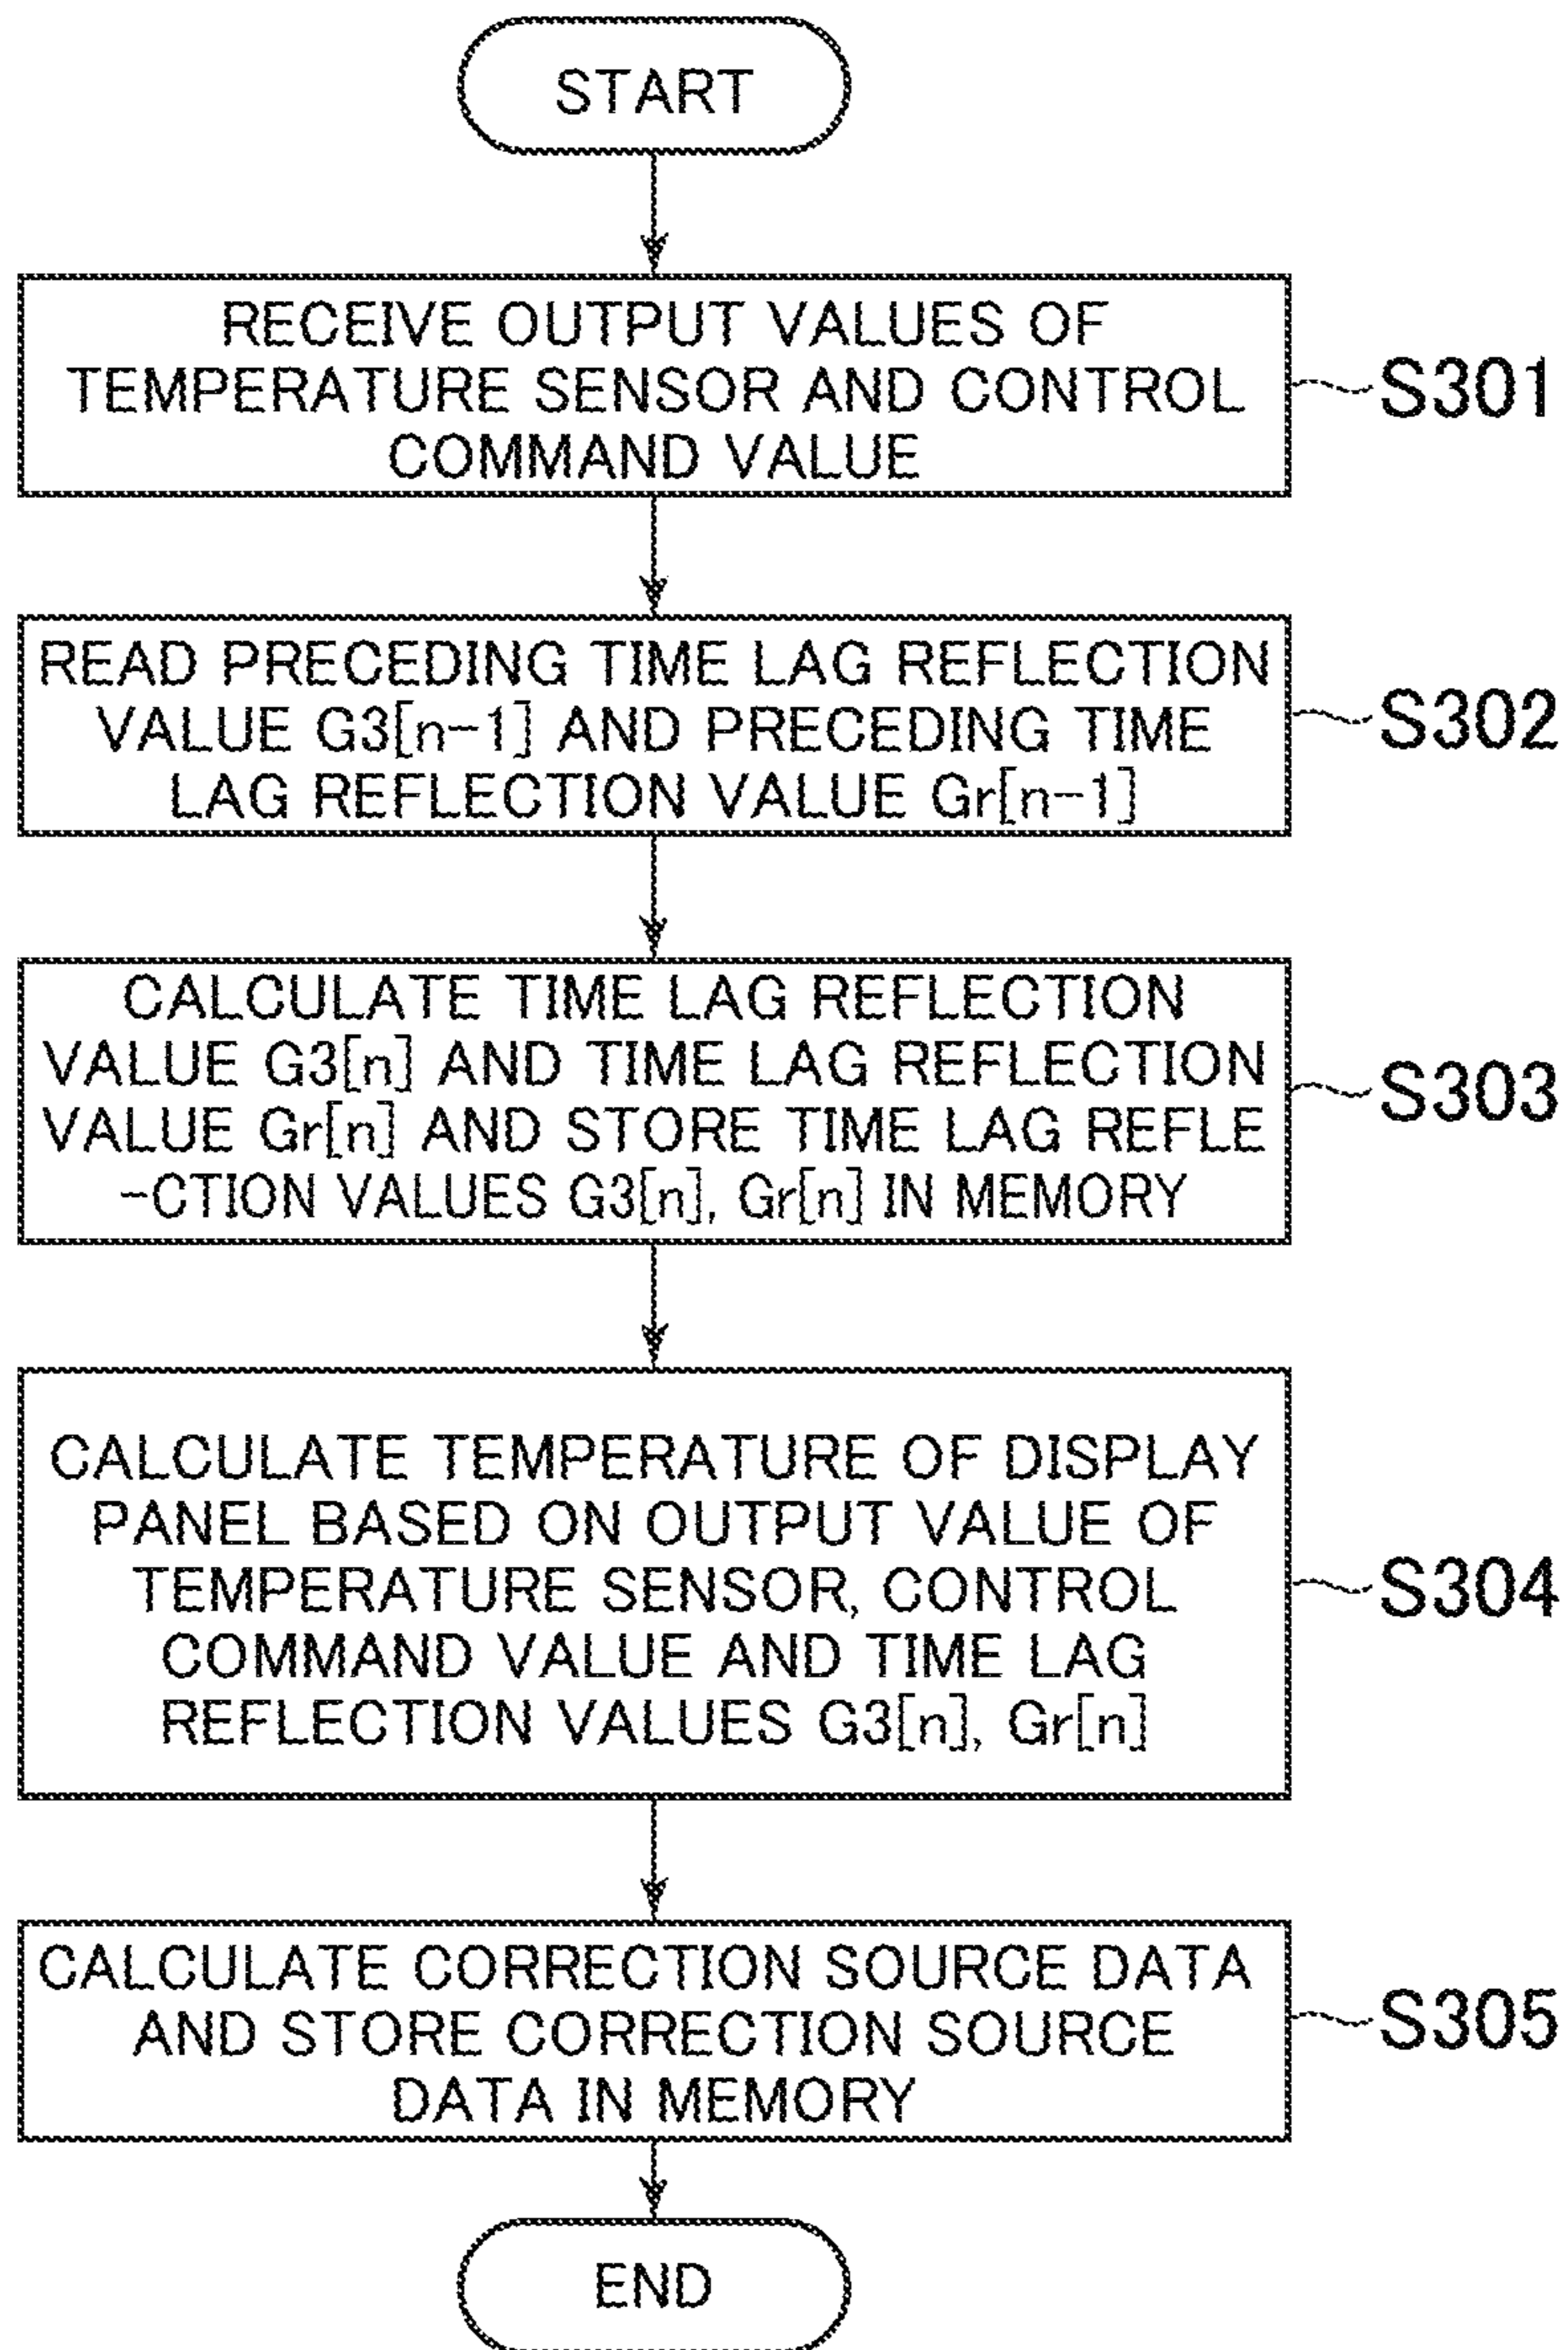 START
RECEIVE OUTPUT VALUES OF
TEMPERATURE SENSOR AND CONTROL
COMMAND VALUE
S301
READ PRECEDING TIME LAG REFLECTION
VALUE G3[n-1] AND PRECEDING TIME
LAG REFLECTION VALUE Gr[n-1]
S302
CALCULATE TIME LAG REFLECTION
VALUE G3[n] AND TIME LAG REFLECTION
VALUE Gr[n] AND STORE TIME LAG REFLE
-CTION VALUES G3[n], Gr[n] IN MEMORY
S303
CALCULATE TEMPERATURE OF DISPLAY
PANEL BASED ON OUTPUT VALUE OF
TEMPERATURE SENSOR, CONTROL
COMMAND VALUE AND TIME LAG
REFLECTION VALUES G3[n], Gr[n]
S304
CALCULATE CORRECTION SOURCE DATA
AND STORE CORRECTION SOURCE
DATA IN MEMORY
S305
END